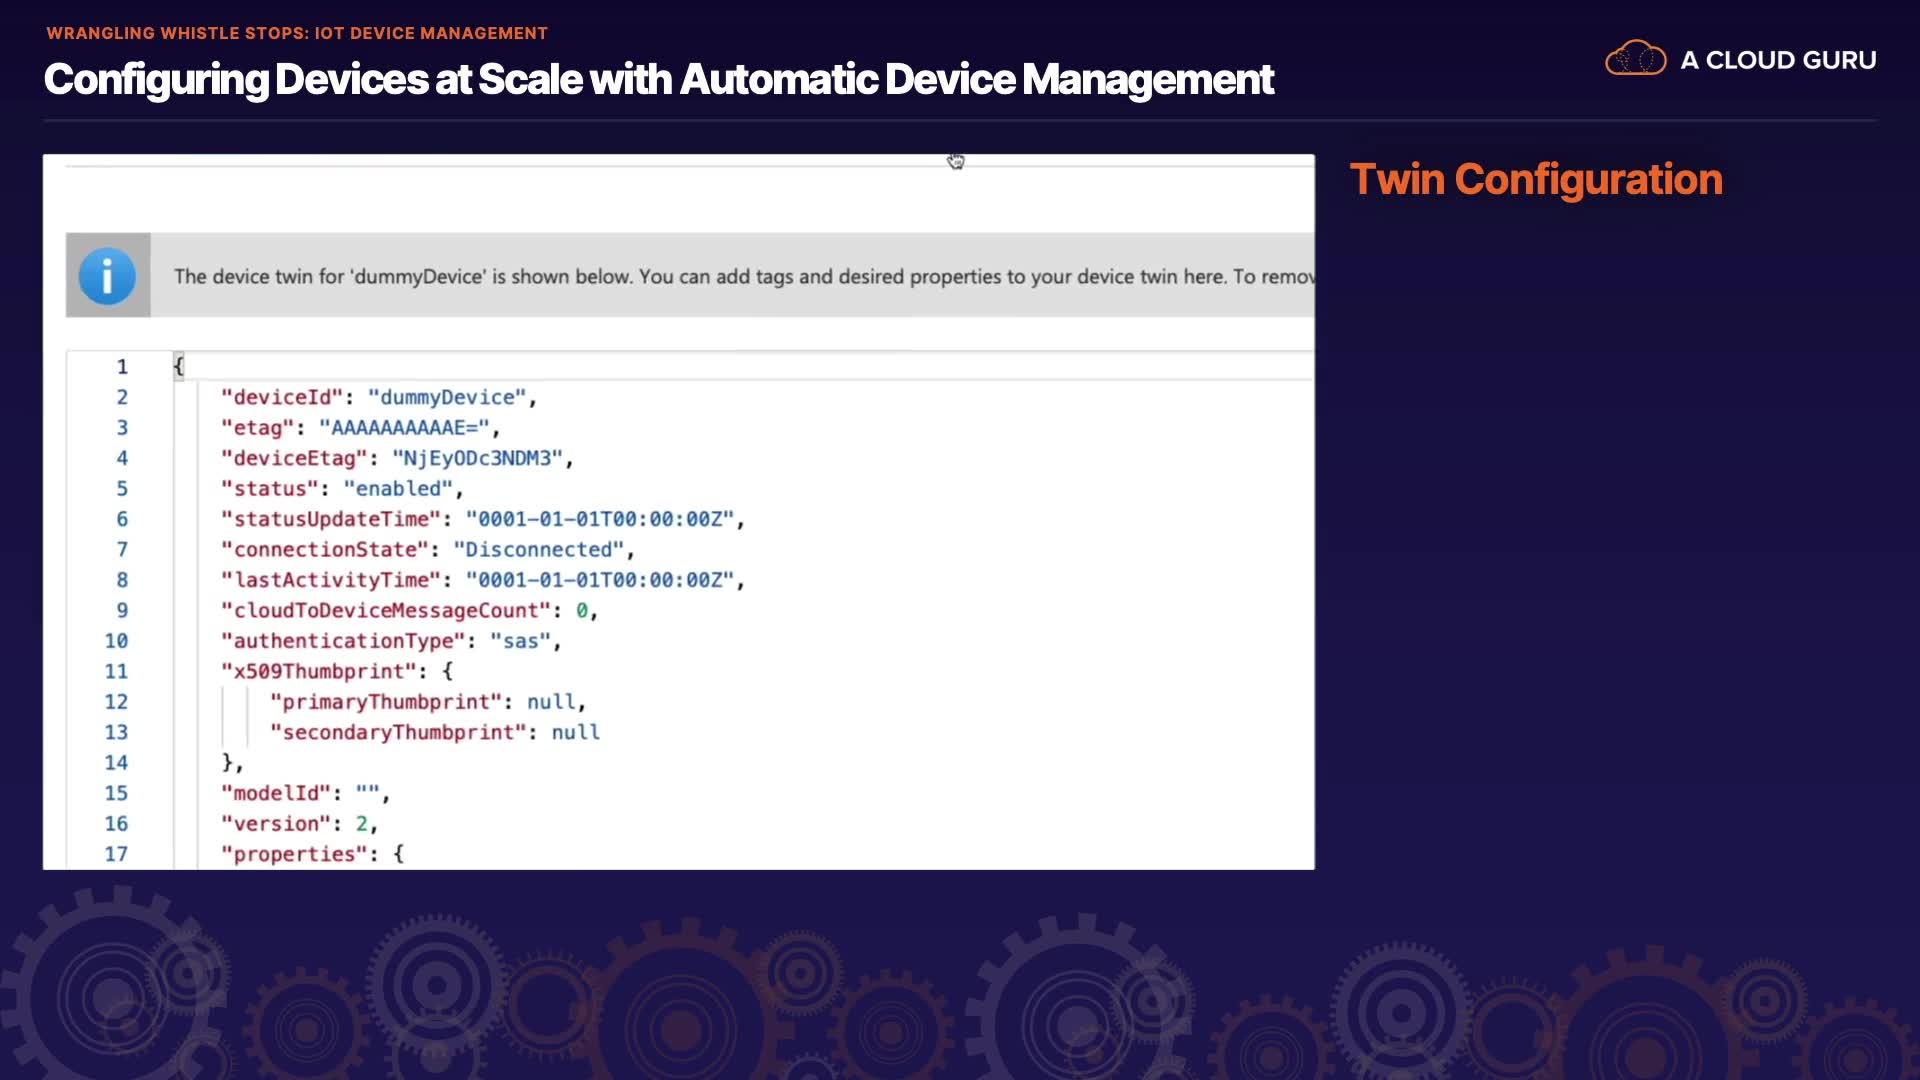 WRANGLING WHISTLE STOPS: IOT DEVICE MANAGEMENT
Configuring Devices at Scale with Automatic Device Management
A CLOUD GURU
Twin Configuration
The device twin for 'dummyDevice' is shown below. You can add tags and desired properties to your device twin here. To remov
1 {
2 "deviceId": "dummyDevice",
3 "etag": "AAAAAAAAAAE=",
4 "deviceEtag": "NjEyODc3NDM3",
5 "status": "enabled",
6 "statusUpdateTime": "0001-01-01T00:00:00Z",
7 "connectionState": "Disconnected",
8 "lastActivityTime": "0001-01-01T00:00:00Z",
9 "cloudToDeviceMessageCount": 0,
10 "authenticationType": "sas",
11 "x509Thumbprint": {
12 "primaryThumbprint": null,
13 "secondaryThumbprint": null
14 },
15 "modelId": "",
16 "version": 2,
17 "properties": {